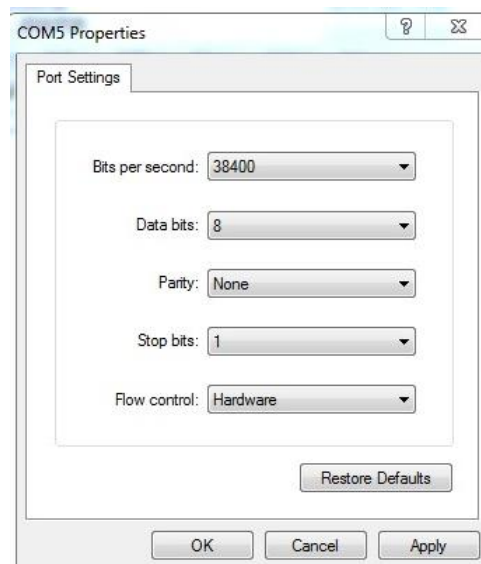 COM5 Properties
Port Settings
Bits per second: 38400
Data bits: 8
Parity: None
Stop bits: 1
Flow control: Hardware
Restore Defaults
OK Cancel Apply